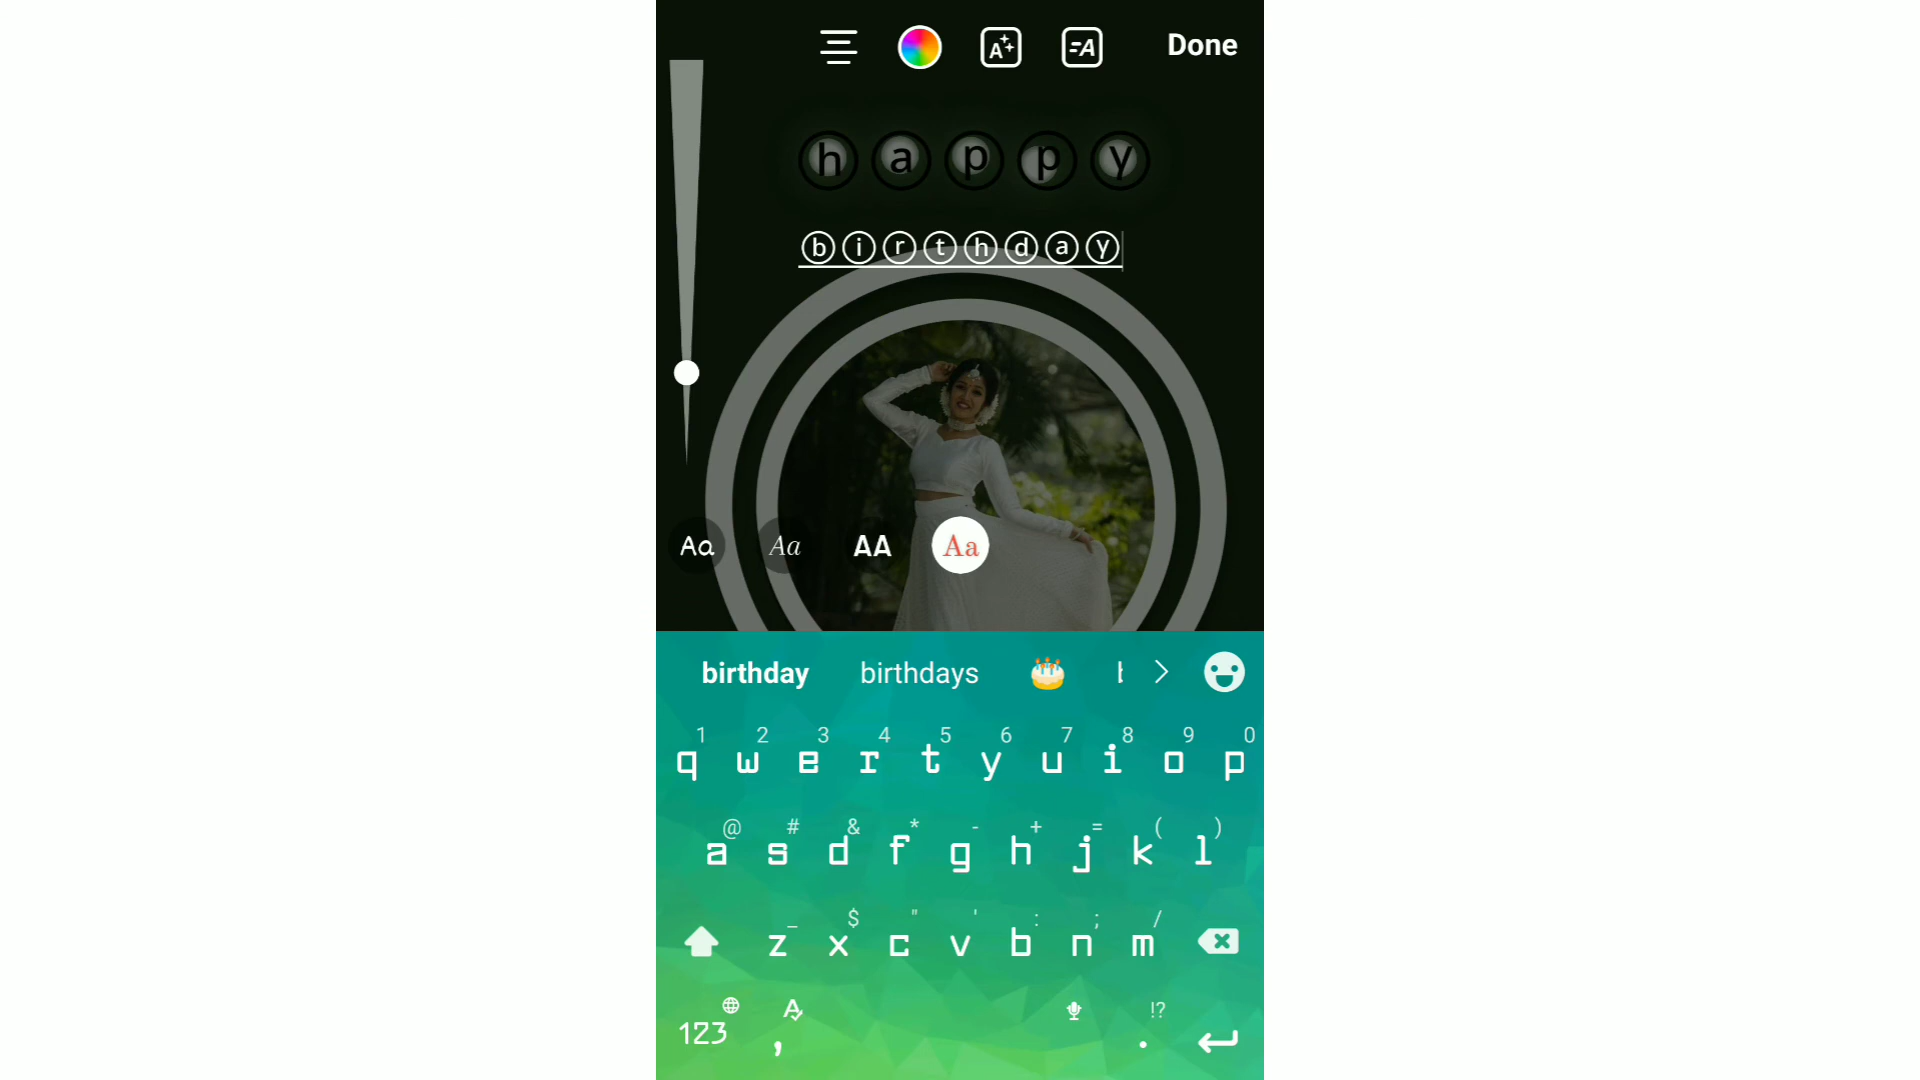 A =A Done
ⓗⓐⓟⓟⓨ
ⓑⓘⓡⓣⓗⓓⓐⓨ
Aa Aa AA Aa
birthday birthdays
1 2 3 4 5 6 7 8 9 0
q w e r t y u i o p
@ # & * - + = ( )
a s d f g h j k l
_ $ " ' : ; /
z x c v b n m
!?
123 , .